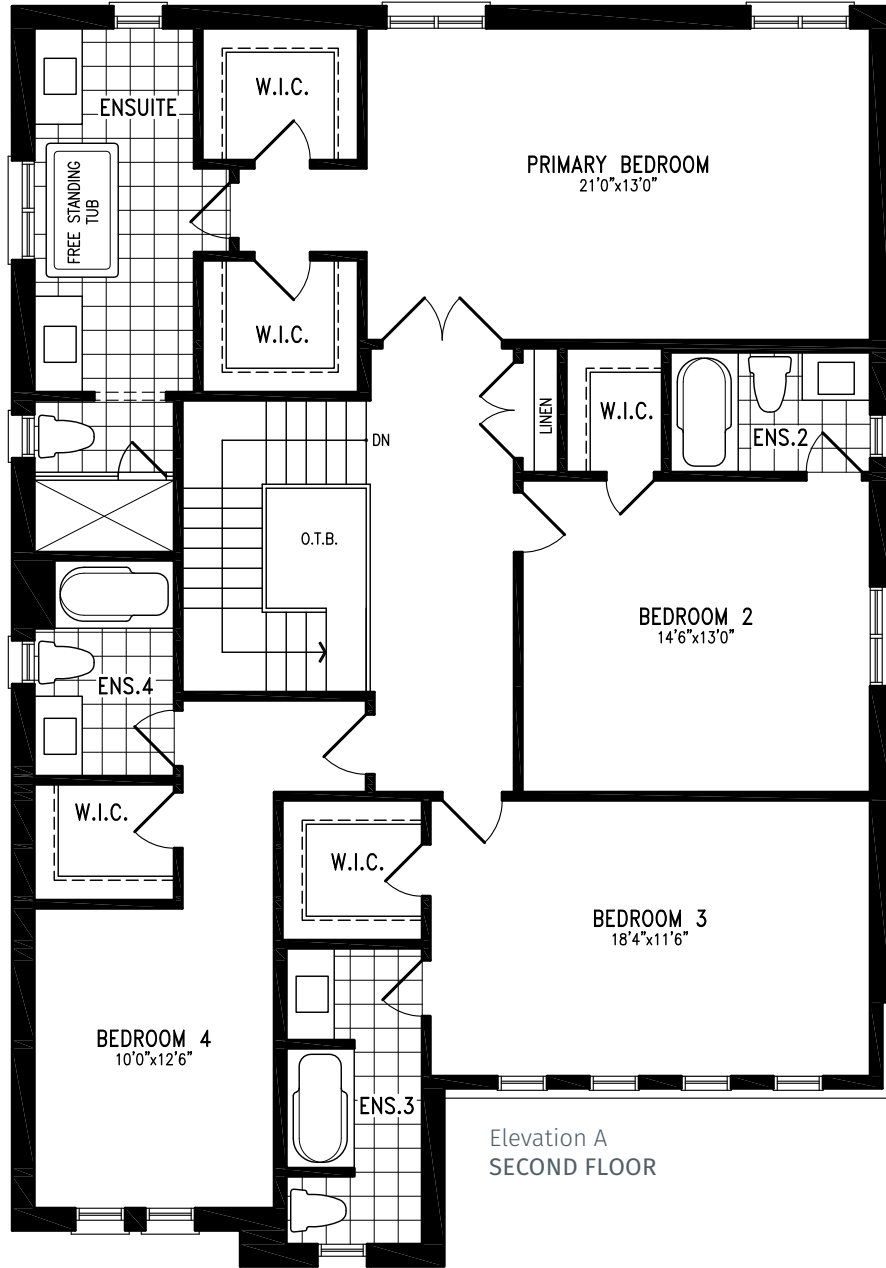 W.I.C.
ENSUITE
PRIMARY BEDROOM
21'0"x13'0"
FREE STANDING
TUB
W.I.C.
LINEN
W.I.C.
ENS.2
DN
O.T.B.
BEDROOM 2
14'6"x13'0"
ENS.4
W.I.C.
W.I.C.
BEDROOM 3
18'4"x11'6"
BEDROOM 4
10'0"x12'6"
ENS.3
Elevation A
SECOND FLOOR